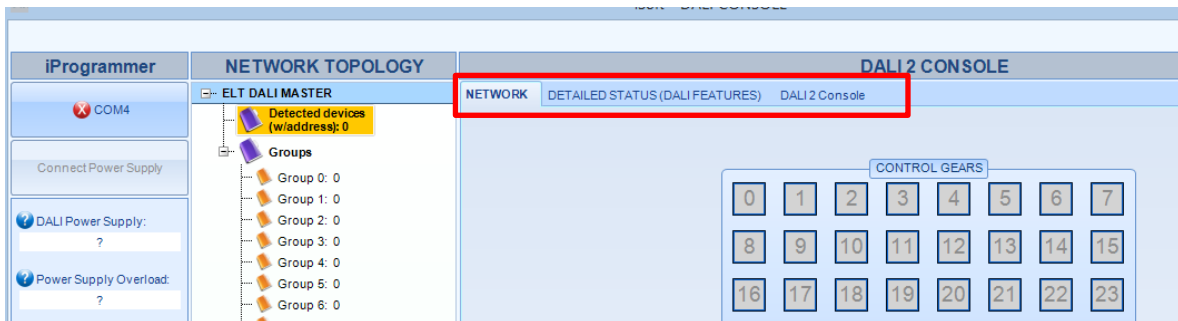 iProgrammer
NETWORK TOPOLOGY
DALI 2 CONSOLE
COM4
Connect Power Supply
DALI Power Supply:
?
Power Supply Overload:
?
ELT DALI MASTER
Detected devices
(w/address): 0
Groups
Group 0: 0
Group 1: 0
Group 2: 0
Group 3: 0
Group 4: 0
Group 5: 0
Group 6: 0
NETWORK DETAILED STATUS (DALI FEATURES) DALI 2 Console
CONTROL GEARS
0 1 2 3 4 5 6 7
8 9 10 11 12 13 14 15
16 17 18 19 20 21 22 23